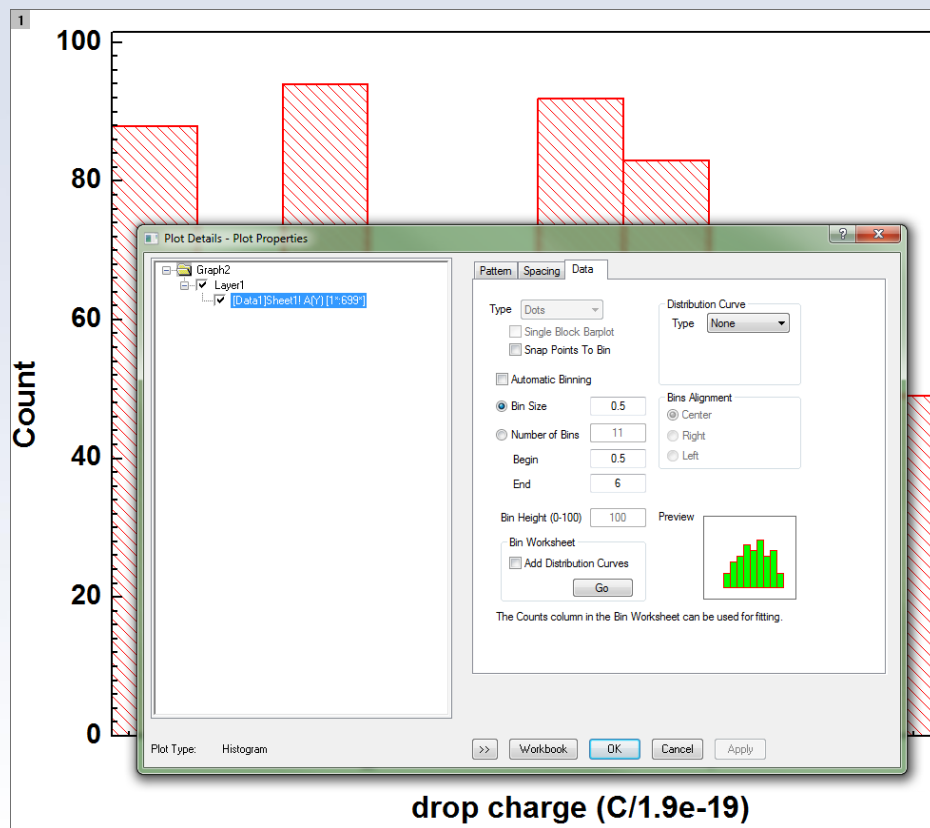 1
100
80
60
40
20
0
Count
drop charge (C/1.9e-19)
Plot Details - Plot Properties
Graph2
Layer1
[Data1]Sheet1! A(Y) [1*:699*]
Plot Type: Histogram
Pattern Spacing Data
Type Dots
Single Block Barplot
Snap Points To Bin
Automatic Binning
Bin Size 0.5
Number of Bins 11
Begin 0.5
End 6
Bin Height (0-100) 100
Bin Worksheet
Add Distribution Curves
Go
Distribution Curve
Type None
Bins Alignment
Center
Right
Left
Preview
The Counts column in the Bin Worksheet can be used for fitting.
>> Workbook OK Cancel Apply